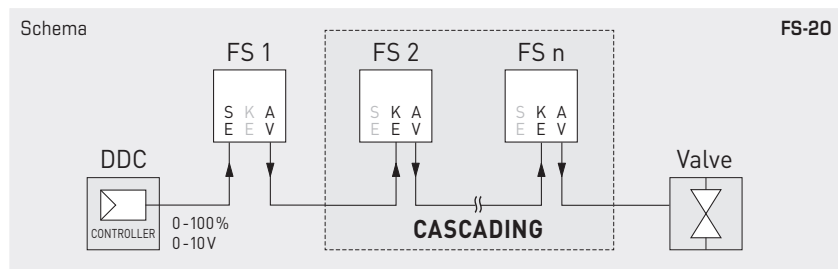 Schema
FS-20
FS 1
FS 2
FS n
S K A
E E V
S K A
E E V
S K A
E E V
DDC
CONTROLLER
0-100%
0-10V
CASCADING
Valve